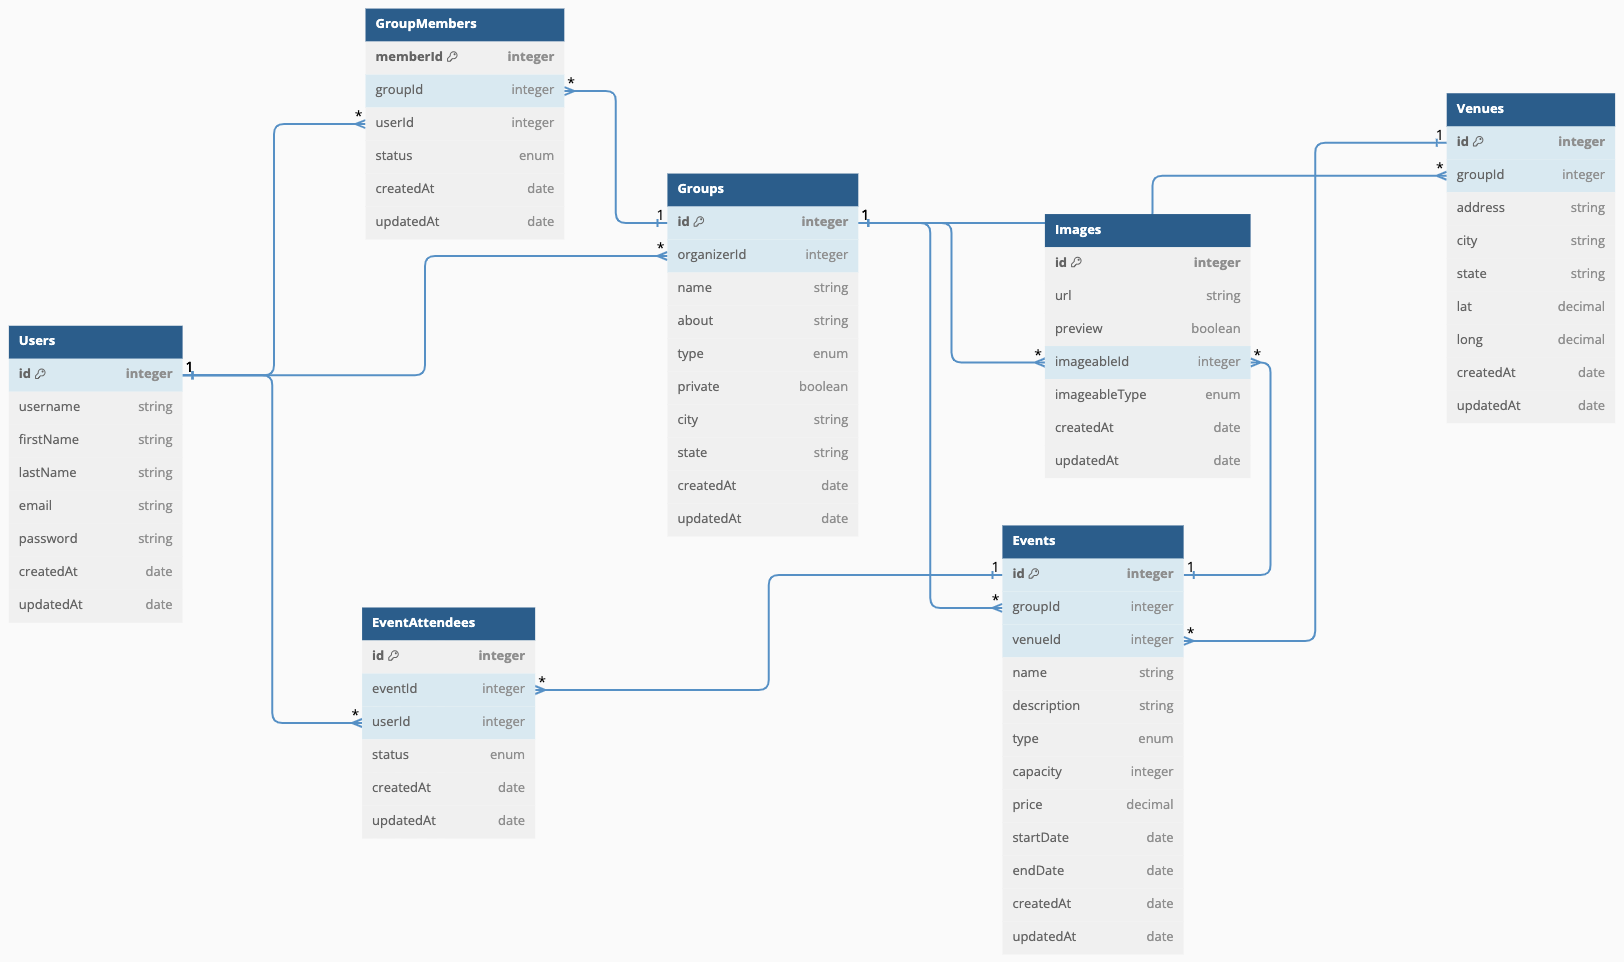 GroupMembers
memberId integer
groupId integer
userId integer
status enum
createdAt date
updatedAt date
*
*
Venues
id integer
groupId integer
address string
city string
state string
lat decimal
long decimal
createdAt date
updatedAt date
1
*
Groups
id integer
organizerId integer
name string
about string
type enum
private boolean
city string
state string
createdAt date
updatedAt date
1
*
1
Images
id integer
url string
preview boolean
imageableId integer
imageableType enum
createdAt date
updatedAt date
*
*
Users
id integer
username string
firstName string
lastName string
email string
password string
createdAt date
updatedAt date
1
Events
id integer
groupId integer
venueId integer
name string
description string
type enum
capacity integer
price decimal
startDate date
endDate date
createdAt date
updatedAt date
1
1
*
*
EventAttendees
id integer
eventId integer
userId integer
status enum
createdAt date
updatedAt date
*
*